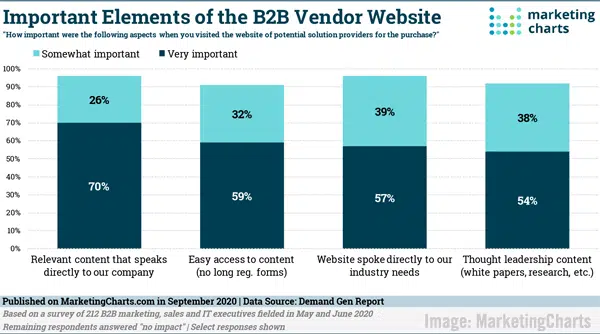 Important Elements of the B2B Vendor Website
"How important were the following aspects when you visited the website of potential solution providers for the purchase?"
marketing
charts
Somewhat important
Very important
100%
90%
80%
70%
60%
50%
40%
30%
20%
10%
0%
26%
32%
39%
38%
70%
59%
57%
54%
Relevant content that speaks
directly to our company
Easy access to content
(no long reg. forms)
Website spoke directly to our
industry needs
Thought leadership content
(white papers, research, etc.)
Published on MarketingCharts.com in September 2020 | Data Source: Demand Gen Report
Based on a survey of 212 B2B marketing, sales and IT executives fielded in May and June 2020
Remaining respondents answered "no impact" | Select responses shown
Image: MarketingCharts